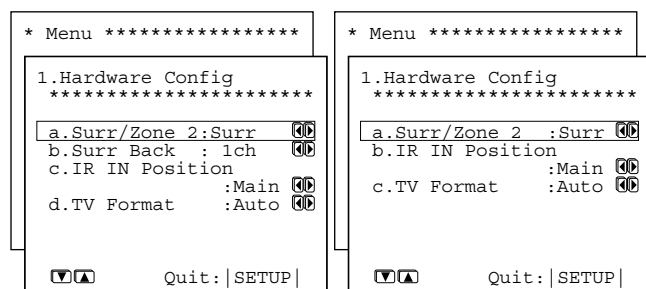 * Menu *****************
1.Hardware Config
***********************
a.Surr/Zone 2:Surr
b.Surr Back : 1ch
c.IR IN Position
:Main
d.TV Format :Auto
Quit:|SETUP|
* Menu *****************
1.Hardware Config
***********************
a.Surr/Zone 2 :Surr
b.IR IN Position
:Main
c.TV Format :Auto
Quit:|SETUP|